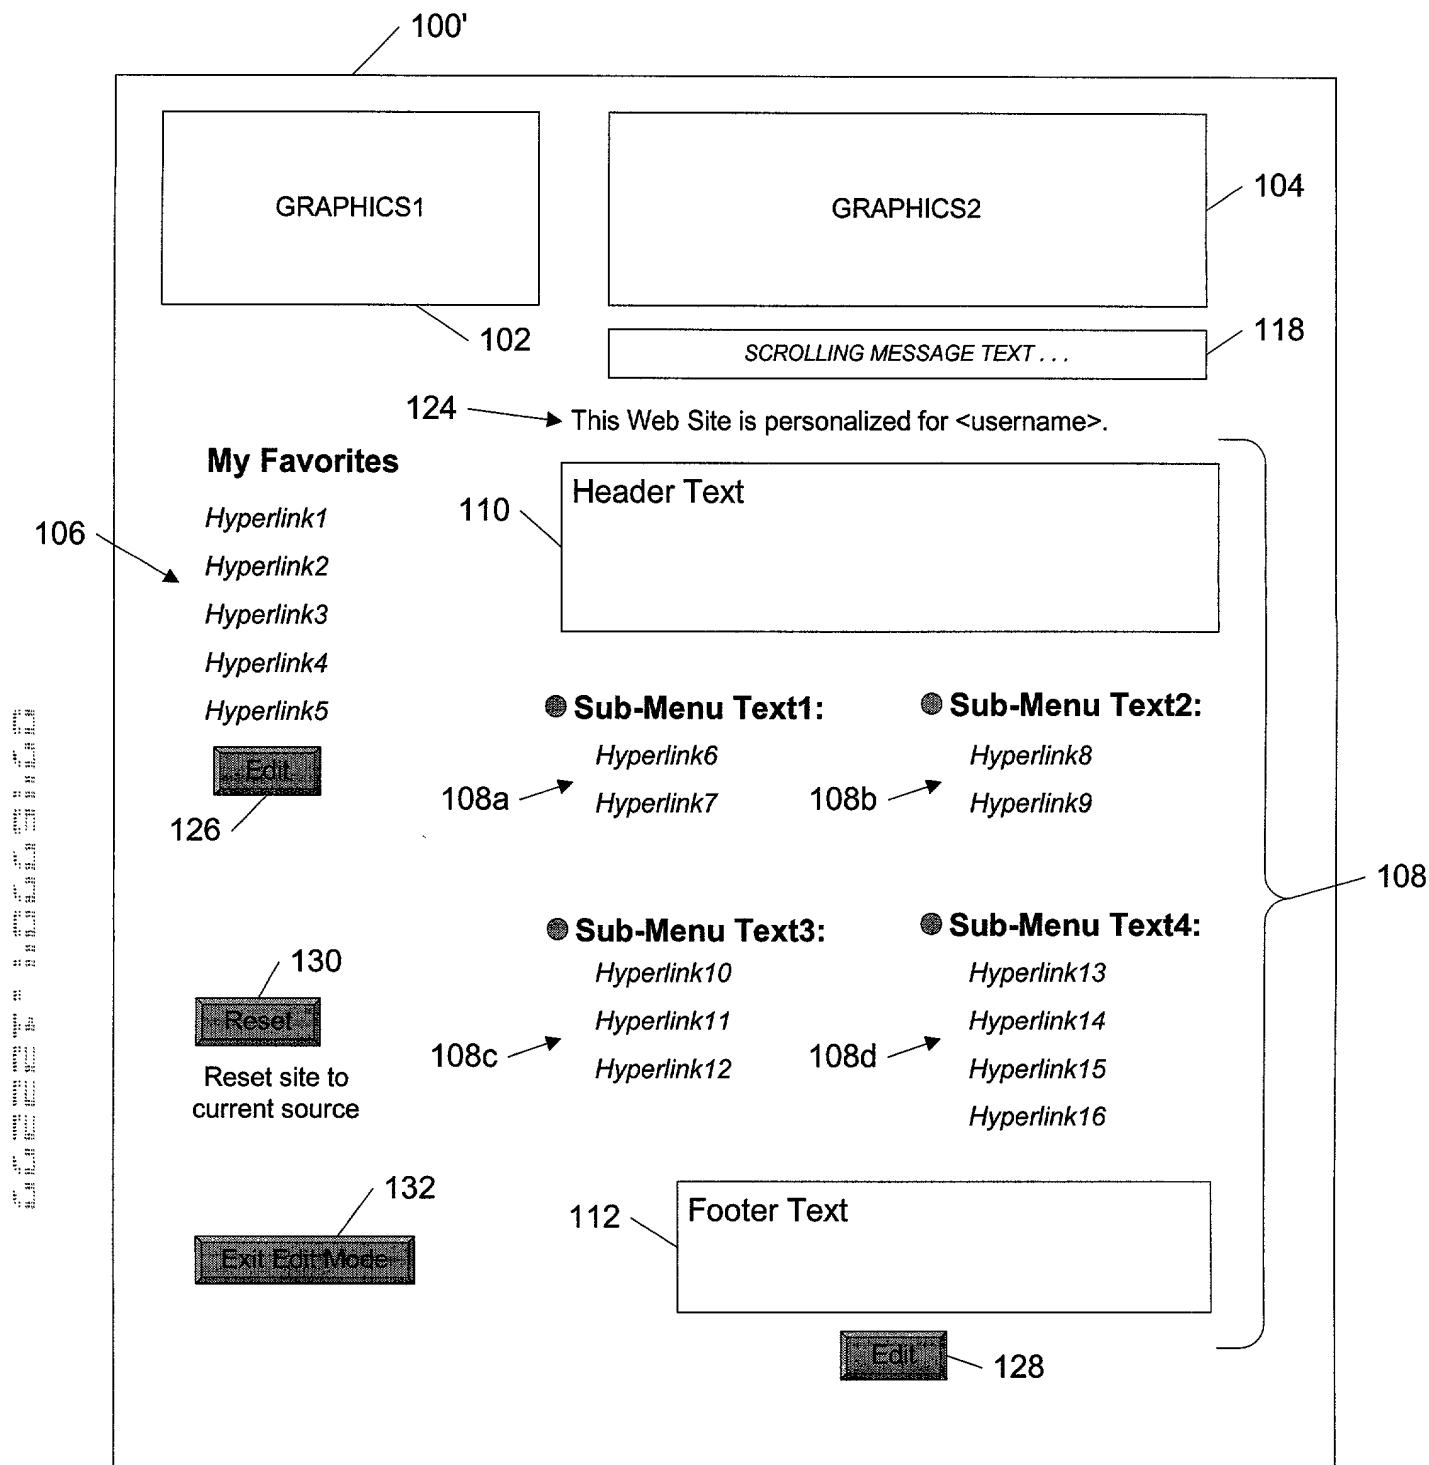 100'
GRAPHICS1
GRAPHICS2
104
102
SCROLLING MESSAGE TEXT . . .
118
124
This Web Site is personalized for <username>.
My Favorites
Header Text
110
Hyperlink1
106
Hyperlink2
Hyperlink3
Hyperlink4
Hyperlink5
Edit
126
Sub-Menu Text1:
Hyperlink6
Hyperlink7
108a
Sub-Menu Text2:
Hyperlink8
Hyperlink9
108b
108
Sub-Menu Text3:
Hyperlink10
Hyperlink11
Hyperlink12
108c
Sub-Menu Text4:
Hyperlink13
Hyperlink14
Hyperlink15
Hyperlink16
108d
130
Reset
Reset site to
current source
132
Exit Edit Mode
112
Footer Text
Edit
128